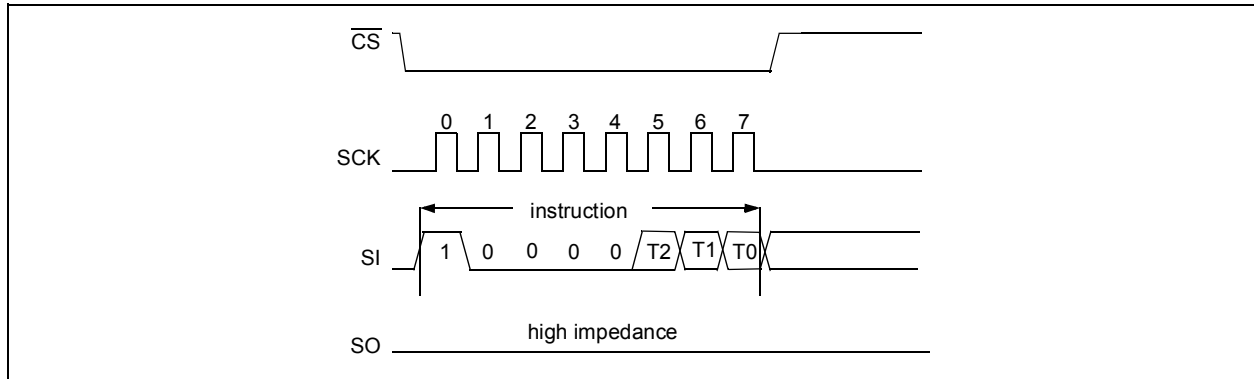 CS
0 1 2 3 4 5 6 7
SCK
instruction
SI 1 0 0 0 0 T2 T1 T0
high impedance
SO